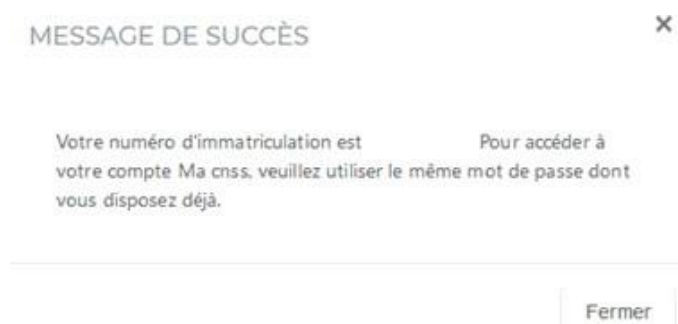 MESSAGE DE SUCCÈS
×
Votre numéro d'immatriculation est Pour accéder à
votre compte Ma cnss, veuillez utiliser le même mot de passe dont
vous disposez déjà.
Fermer